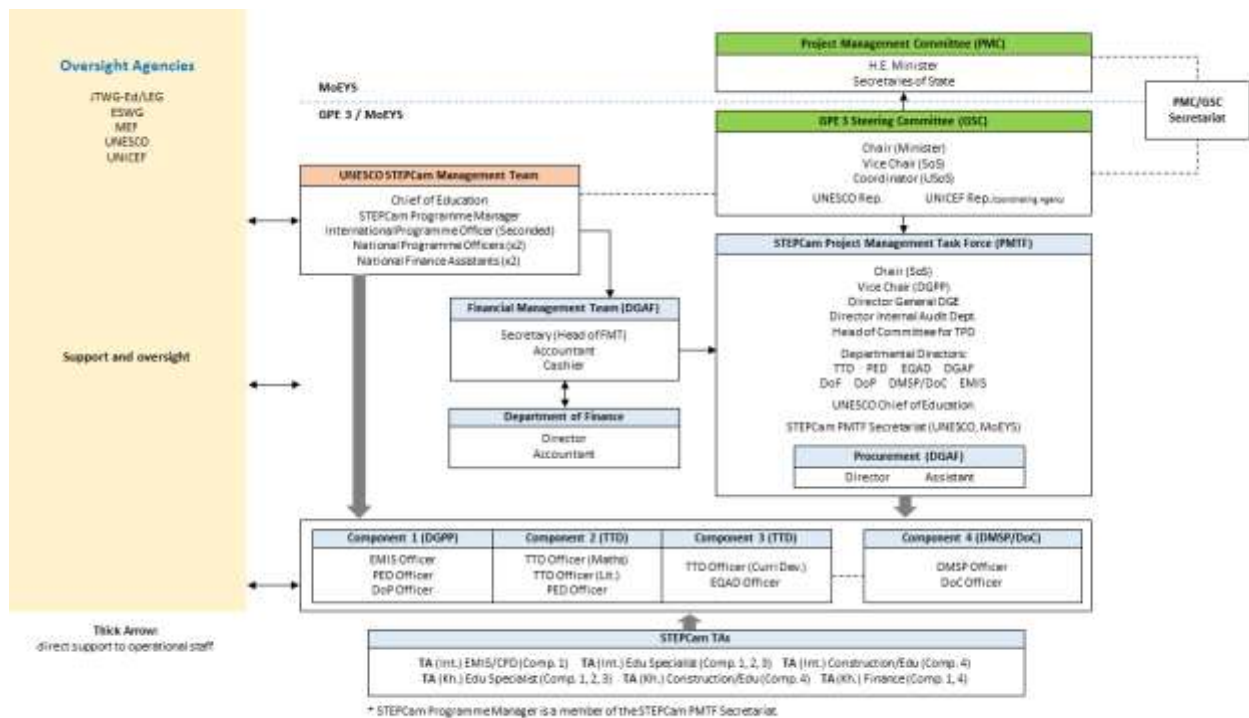 Oversight Agencies
JTWG-Ed/LEG
ESWG
MEF
UNESCO
UNICEF
Support and oversight
Thick Arrow:
direct support to operational staff
MoEYS
GPE 3 / MoEYS
Project Management Committee (PMC)
H.E. Minister
Secretaries of State
PMC/GSC
Secretariat
GPE 3 Steering Committee (GSC)
Chair (Minister)
Vice Chair (SoS)
Coordinator (USoS)
UNESCO Rep. UNICEF Rep./coordinating Agency
UNESCO STEPCam Management Team
Chief of Education
STEPCam Programme Manager
International Programme Officer (Seconded)
National Programme Officers (x2)
National Finance Assistants (x2)
Financial Management Team (DGAF)
Secretary (Head of FMT)
Accountant
Cashier
Department of Finance
Director
Accountant
STEPCam Project Management Task Force (PMTF)
Chair (SoS)
Vice Chair (DGPP)
Director General DGE
Director Internal Audit Dept.
Head of Committee for TPD
Departmental Directors:
TTD PED EQAD DGAF
DoF DoP DMSP/DoC EMIS
UNESCO Chief of Education
STEPCam PMTF Secretariat (UNESCO, MoEYS)
Procurement (DGAF)
Director Assistant
Component 1 (DGPP)
EMIS Officer
PED Officer
DoP Officer
Component 2 (TTD)
TTD Officer (Maths)
TTD Officer (Lit.)
PED Officer
Component 3 (TTD)
TTD Officer (Curri Dev.)
EQAD Officer
Component 4 (DMSP/DoC)
DMSP Officer
DoC Officer
STEPCam TAs
TA (Int.) EMIS/CPD (Comp. 1) TA (Int.) Edu Specialist (Comp. 1, 2, 3) TA (Int.) Construction/Edu (Comp. 4)
TA (Kh.) Edu Specialist (Comp. 1, 2, 3) TA (Kh.) Construction/Edu (Comp. 4) TA (Kh.) Finance (Comp. 1, 4)
* STEPCam Programme Manager is a member of the STEPCam PMTF Secretariat.